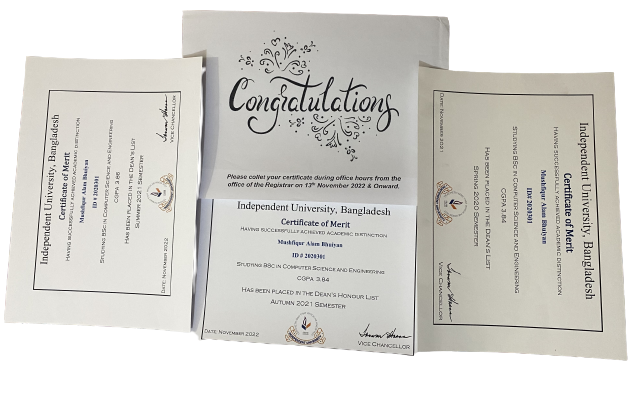 Congratulations
Please collet your certificate during office hours from the
office of the Registrar on 13th November 2022 & Onward.
Independent University, Bangladesh
Certificate of Merit
Having successfully achieved academic distinction
Mushfiqur Alam Bhuiyan
ID # 2020301
Studying BSc in Computer Science and Engineering
CGPA 3.86
Has been placed in the Dean's List
Summer 2021 Semester
Date: November 2022
Vice Chancellor
Independent University, Bangladesh
Certificate of Merit
Having successfully achieved academic distinction
Mushfiqur Alam Bhuiyan
ID # 2020301
Studying BSc in Computer Science and Engineering
CGPA 3.84
Has been placed in the Dean's Honour List
Autumn 2021 Semester
Date: November 2022
Vice Chancellor
Independent University, Bangladesh
Certificate of Merit
Having successfully achieved academic distinction
Mushfiqur Alam Bhuiyan
ID# 2020301
Studying BSc in Computer Science and Engineering
CGPA 3.84
Has been placed in the Dean's List
Spring 2020 Semester
Date: November 2021
Vice Chancellor